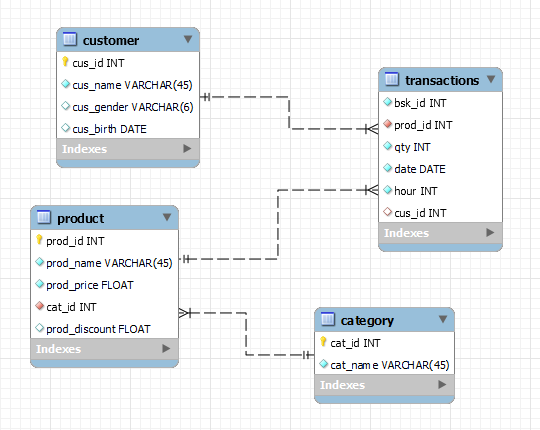 customer
cus_id INT
cus_name VARCHAR(45)
cus_gender VARCHAR(6)
cus_birth DATE
Indexes
transactions
bsk_id INT
prod_id INT
qty INT
date DATE
hour INT
cus_id INT
Indexes
product
prod_id INT
prod_name VARCHAR(45)
prod_price FLOAT
cat_id INT
prod_discount FLOAT
Indexes
category
cat_id INT
cat_name VARCHAR(45)
Indexes